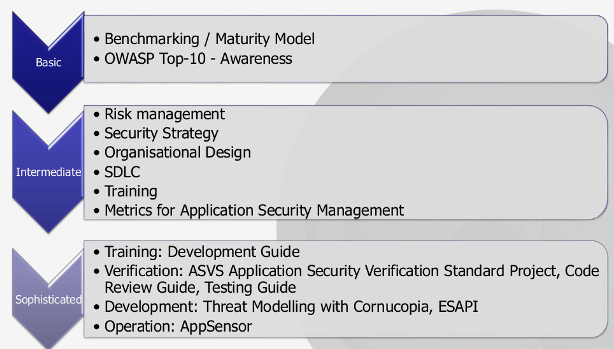 Basic
• Benchmarking / Maturity Model
• OWASP Top-10 - Awareness
Intermediate
• Risk management
• Security Strategy
• Organisational Design
• SDLC
• Training
• Metrics for Application Security Management
Sophisticated
• Training: Development Guide
• Verification: ASVS Application Security Verification Standard Project, Code
Review Guide, Testing Guide
• Development: Threat Modelling with Cornucopia, ESAPI
• Operation: AppSensor